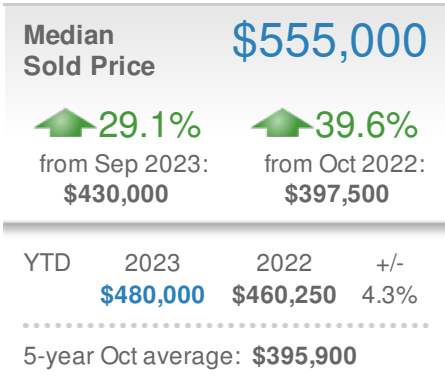 Median
Sold Price
$555,000
29.1% 39.6%
from Sep 2023: from Oct 2022:
$430,000 $397,500
YTD 2023 2022 +/-
$480,000 $460,250 4.3%
5-year Oct average: $395,900